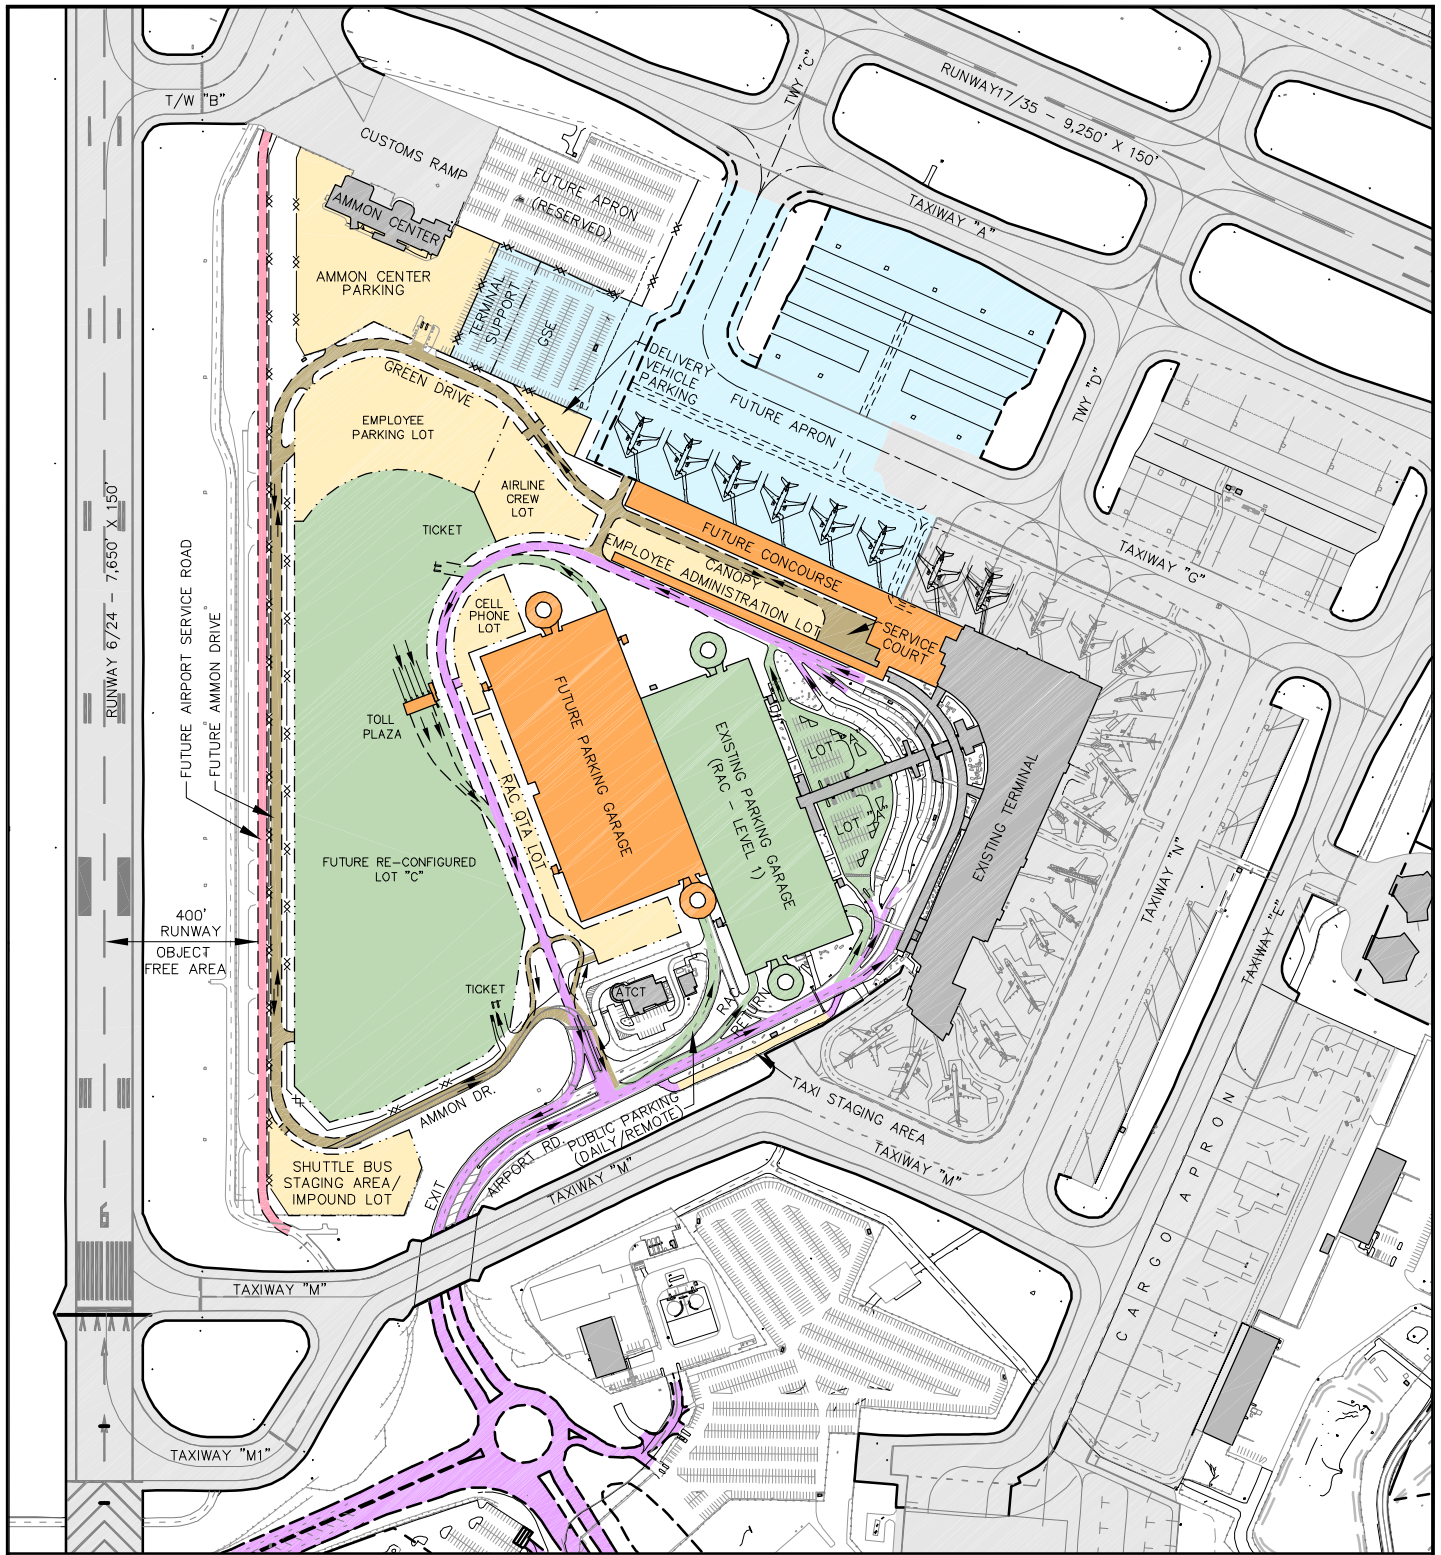 T/W "B"
CUSTOMS RAMP
AMMON CENTER
FUTURE APRON
(RESERVED)
TWY "C"
RUNWAY17/35 - 9,250' X 150'
TAXIWAY "A"
AMMON CENTER
PARKING
TERMINAL
SUPPORT
GSE
DELIVERY
VEHICLE
PARKING
FUTURE APRON
TWY "D"
GREEN DRIVE
EMPLOYEE
PARKING LOT
AIRLINE
CREW
LOT
TICKET
FUTURE CONCOURSE
CANOPY
EMPLOYEE ADMINISTRATION LOT
SERVICE
COURT
TAXIWAY "G"
RUNWAY 6/24 - 7,650' X 150'
FUTURE AIRPORT SERVICE ROAD
FUTURE AMMON DRIVE
CELL
PHONE
LOT
TOLL
PLAZA
FUTURE PARKING GARAGE
RAC QTA LOT
EXISTING PARKING GARAGE
(RAC - LEVEL 1)
LOT "A"
LOT "A"
EXISTING TERMINAL
TAXIWAY "N"
TAXIWAY "E"
FUTURE RE-CONFIGURED
LOT "C"
400'
RUNWAY
OBJECT
FREE AREA
TICKET
ATCT
RAC
RETURN
AMMON DR.
PUBLIC PARKING
(DAILY/REMOTE)
TAXI STAGING AREA
TAXIWAY "M"
SHUTTLE BUS
STAGING AREA/
IMPOUND LOT
EXIT
AIRPORT RD.
TAXIWAY "M"
CARGO APRON
6
TAXIWAY "M"
TAXIWAY "M1"